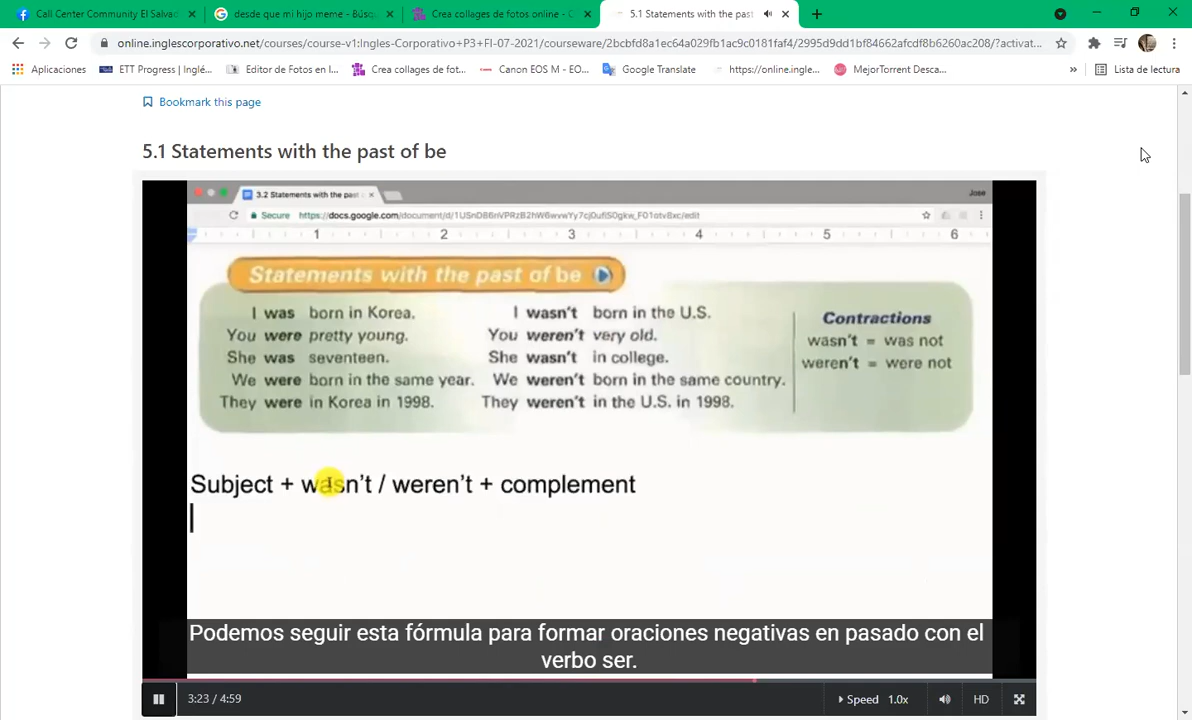 Call Center Community El Salvad
desde que mi hijo meme - Búsq
Crea collages de fotos online - C
5.1 Statements with the past
online.inglescorporativo.net/courses/course-v1:Ingles-Corporativo+P3+FI-07-2021/courseware/2bcbfd8a1ec64a029fb1ac9c0181faf4/2995d9dd1bf84662afcdf8b6260ac208/?activat...
Aplicaciones
ETT Progress | Inglé...
Editor de Fotos en l...
Crea collages de fot...
Canon EOS M - EO...
Google Translate
https://online.ingle...
MejorTorrent Desca...
»
Lista de lectura
Bookmark this page
5.1 Statements with the past of be
3.2 Statements with the past
Jose
Secure
1 2 3 4 5 6
Statements with the past of be
I was born in Korea.
You were pretty young.
She was seventeen.
We were born in the same year.
They were in Korea in 1998.
I wasn't born in the U.S.
You weren't very old.
She wasn't in college.
We weren't born in the same country.
They weren't in the U.S. in 1998.
Contractions
wasn't = was not
weren't = were not
Subject + wasn't / weren't + complement
Podemos seguir esta fórmula para formar oraciones negativas en pasado con el
verbo ser.
3:23 / 4:59
Speed 1.0x
HD